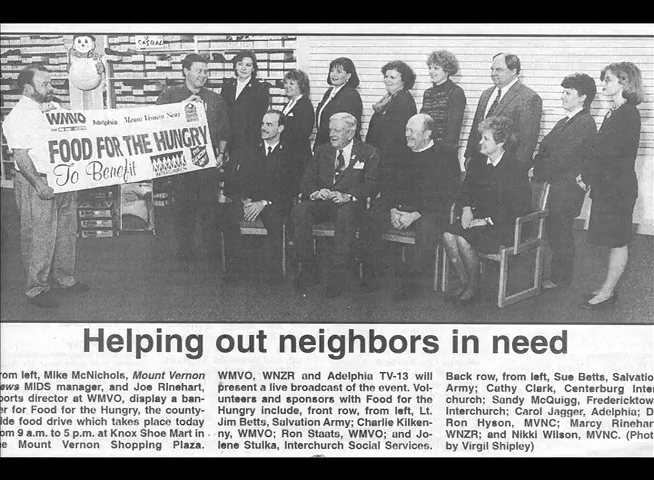 CASUAL
WMVO Adelphia Mount Vernon News
FOOD FOR THE HUNGRY
To Benefit
INTERCHURCH
Helping out neighbors in need
rom left, Mike McNichols, Mount Vernon
ews MIDS manager, and Joe Rinehart,
ports director at WMVO, display a ban-
er for Food for the Hungry, the county-
ide food drive which takes place today
om 9 a.m. to 5 p.m. at Knox Shoe Mart in
e Mount Vernon Shopping Plaza.
WMVO, WNZR and Adelphia TV-13 will
present a live broadcast of the event. Vol-
unteers and sponsors with Food for the
Hungry include, front row, from left, Lt.
Jim Betts, Salvation Army; Charlie Kilken-
ny, WMVO; Ron Staats, WMVO; and Jo-
lene Stulka, Interchurch Social Services.
Back row, from left, Sue Betts, Salvatio
Army; Cathy Clark, Centerburg Inter
church; Sandy McQuigg, Fredericktow
Interchurch; Carol Jagger, Adelphia; D
Ron Hyson, MVNC; Marcy Rinehar
WNZR; and Nikki Wilson, MVNC. (Phot
by Virgil Shipley)